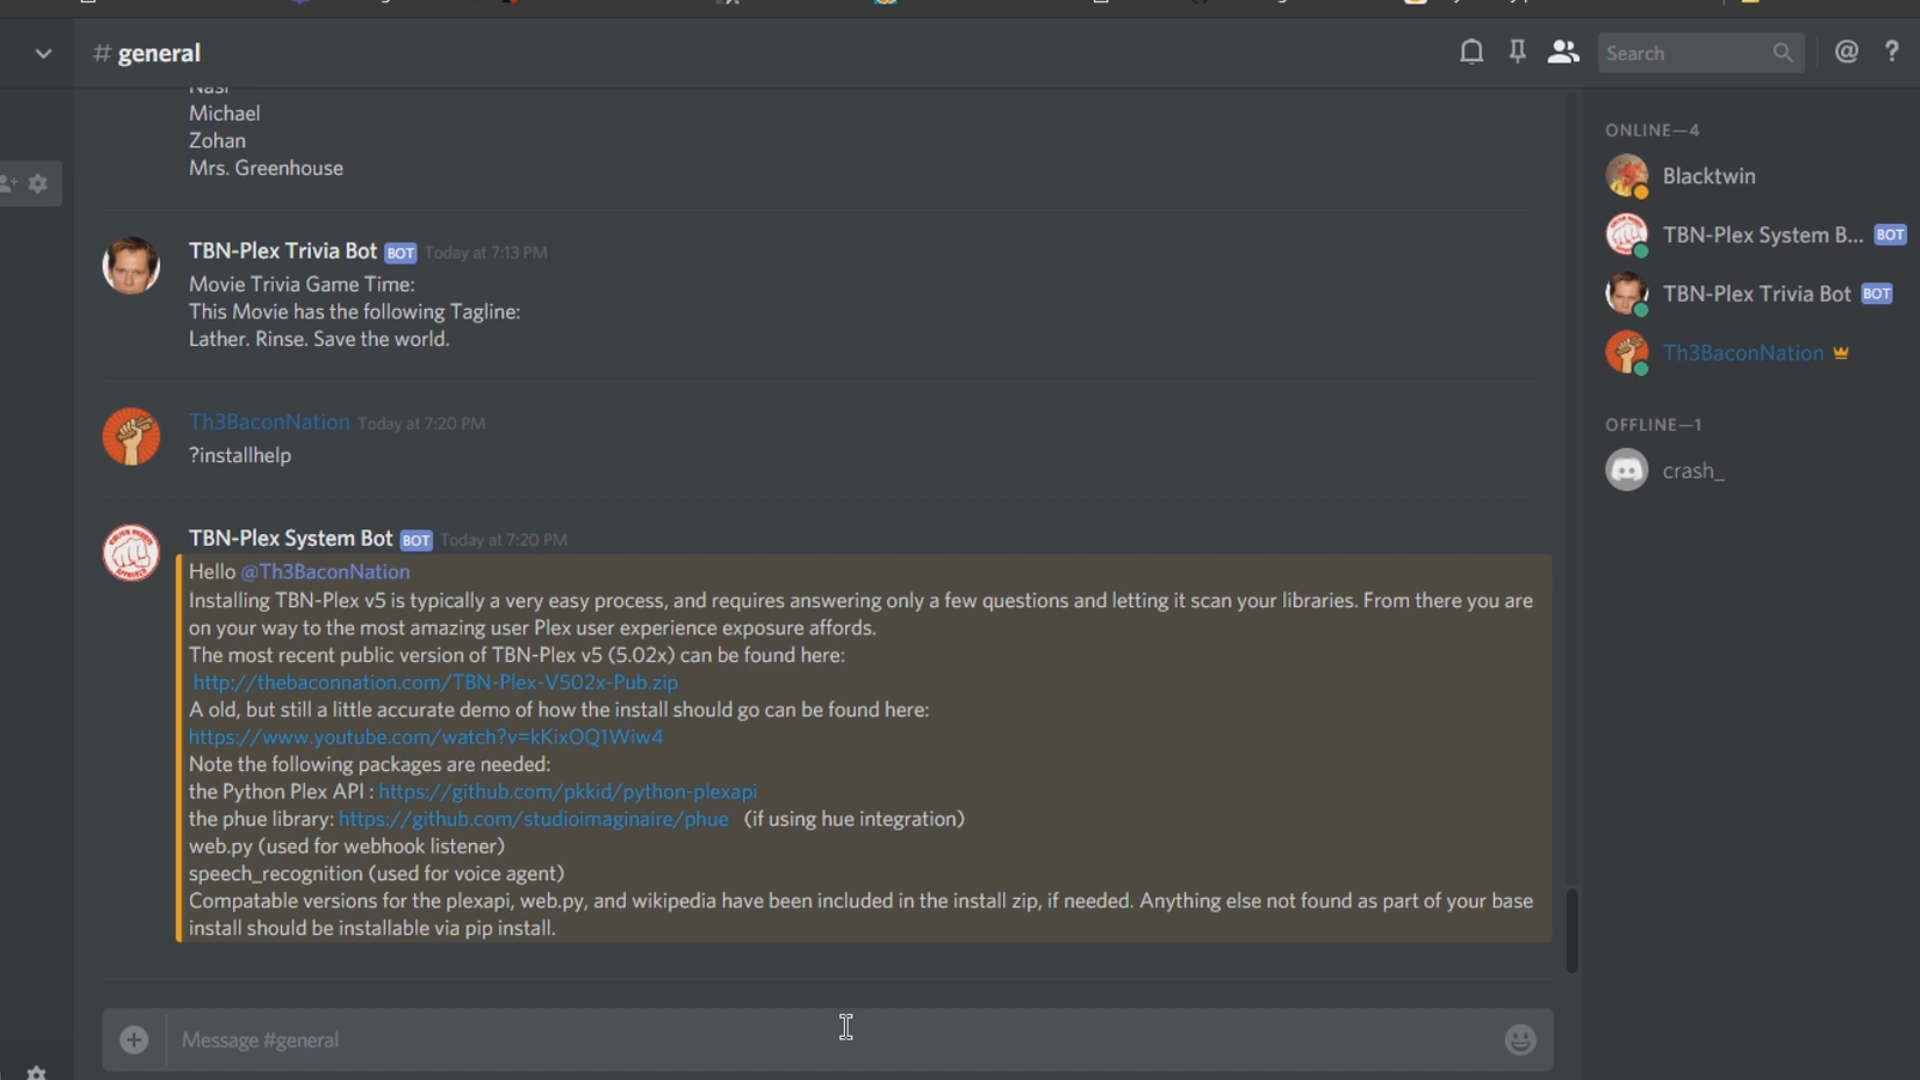 # general
Search
@
?
Michael
Zohan
Mrs. Greenhouse
TBN-Plex Trivia Bot BOT Today at 7:13 PM
Movie Trivia Game Time:
This Movie has the following Tagline:
Lather. Rinse. Save the world.
Th3BaconNation Today at 7:20 PM
?installhelp
TBN-Plex System Bot BOT Today at 7:20 PM
Hello @Th3BaconNation
Installing TBN-Plex v5 is typically a very easy process, and requires answering only a few questions and letting it scan your libraries. From there you are
on your way to the most amazing user Plex user experience exposure affords.
The most recent public version of TBN-Plex v5 (5.02x) can be found here:
http://thebaconnation.com/TBN-Plex-V502x-Pub.zip
A old, but still a little accurate demo of how the install should go can be found here:
https://www.youtube.com/watch?v=kKixOQ1Wiw4
Note the following packages are needed:
the Python Plex API : https://github.com/pkkid/python-plexapi
the phue library: https://github.com/studioimaginaire/phue (if using hue integration)
web.py (used for webhook listener)
speech_recognition (used for voice agent)
Compatable versions for the plexapi, web.py, and wikipedia have been included in the install zip, if needed. Anything else not found as part of your base
install should be installable via pip install.
Message #general
ONLINE—4
Blacktwin
TBN-Plex System B... BOT
TBN-Plex Trivia Bot BOT
Th3BaconNation
OFFLINE—1
crash_